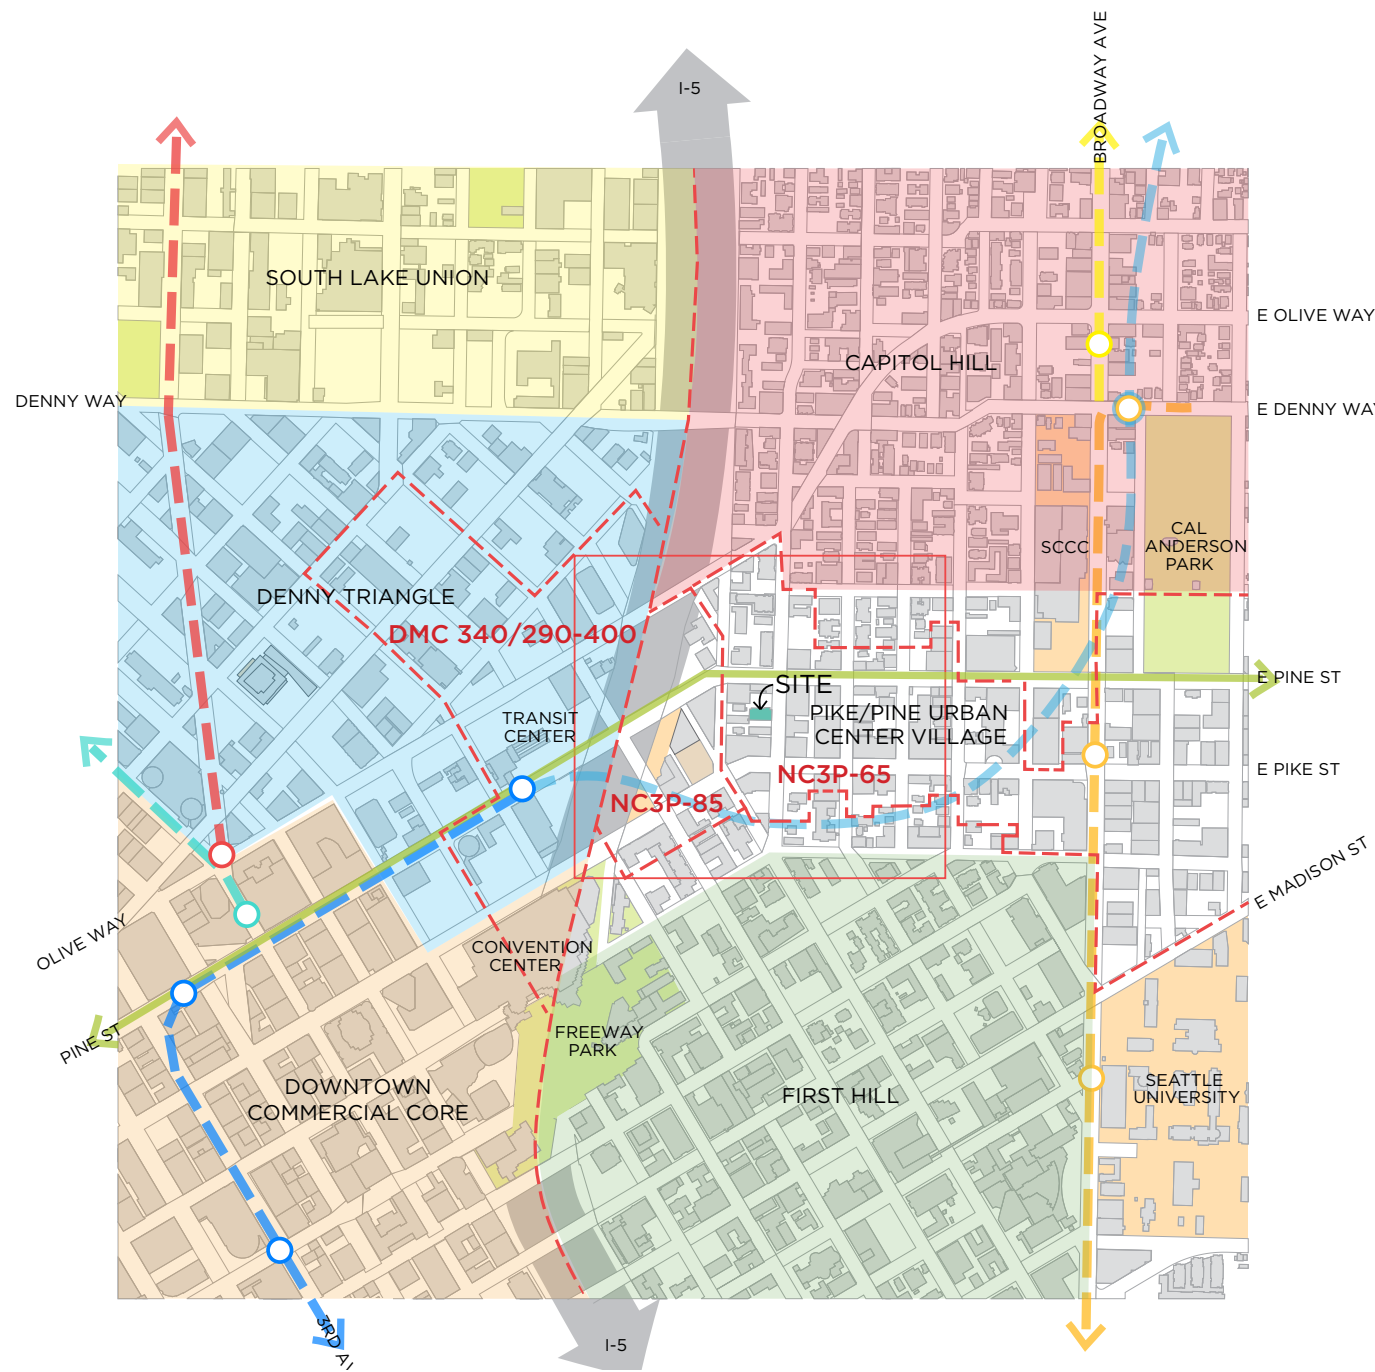 I-5
BROADWAY AVE
SOUTH LAKE UNION
E OLIVE WAY
CAPITOL HILL
DENNY WAY
E DENNY WAY
CAL
ANDERSON
PARK
SCCC
DENNY TRIANGLE
DMC 340/290-400
E PINE ST
SITE
TRANSIT
CENTER
PIKE/PINE URBAN
CENTER VILLAGE
E PIKE ST
NC3P-65
NC3P-85
E MADISON ST
OLIVE WAY
CONVENTION
CENTER
PINE ST
FREEWAY
PARK
DOWNTOWN
COMMERCIAL CORE
FIRST HILL
SEATTLE
UNIVERSITY
3RD AV
I-5